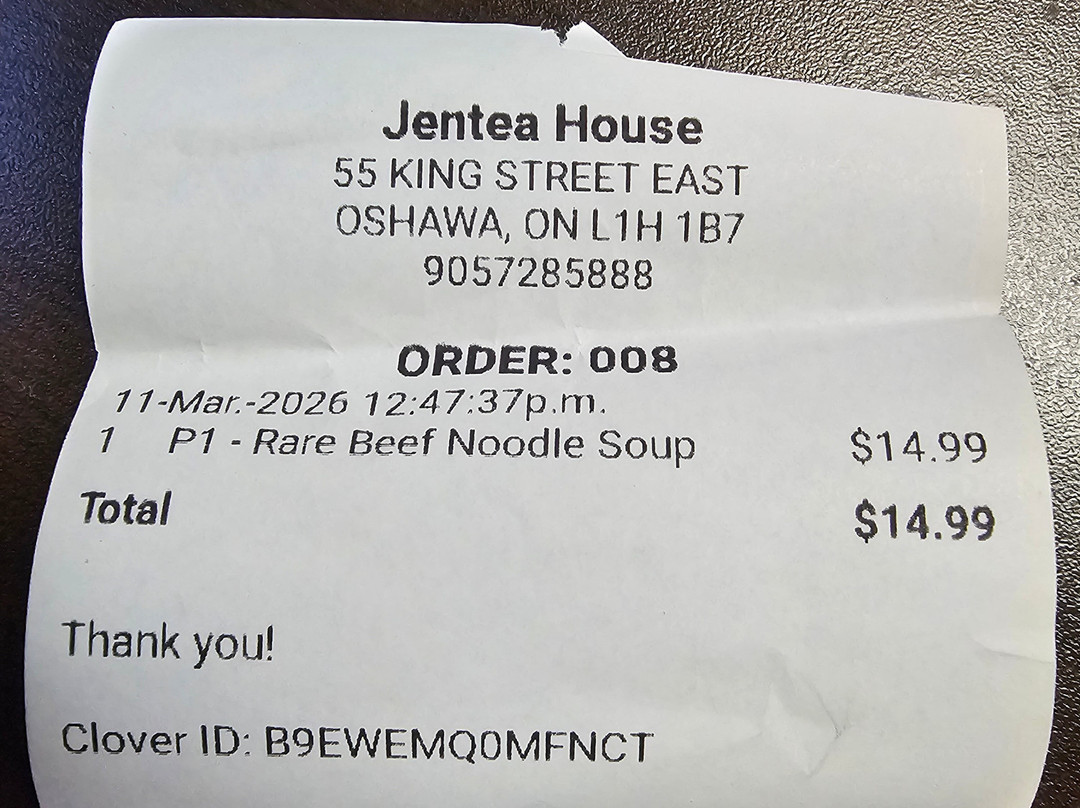 Jentea House
55 KING STREET EAST
OSHAWA, ON L1H 1B7
9057285888
ORDER: 008
11-Mar.-2026 12:47:37p.m.
1 P1 - Rare Beef Noodle Soup $14.99
Total $14.99
Thank you!
Clover ID: B9EWEMQ0MFNCT